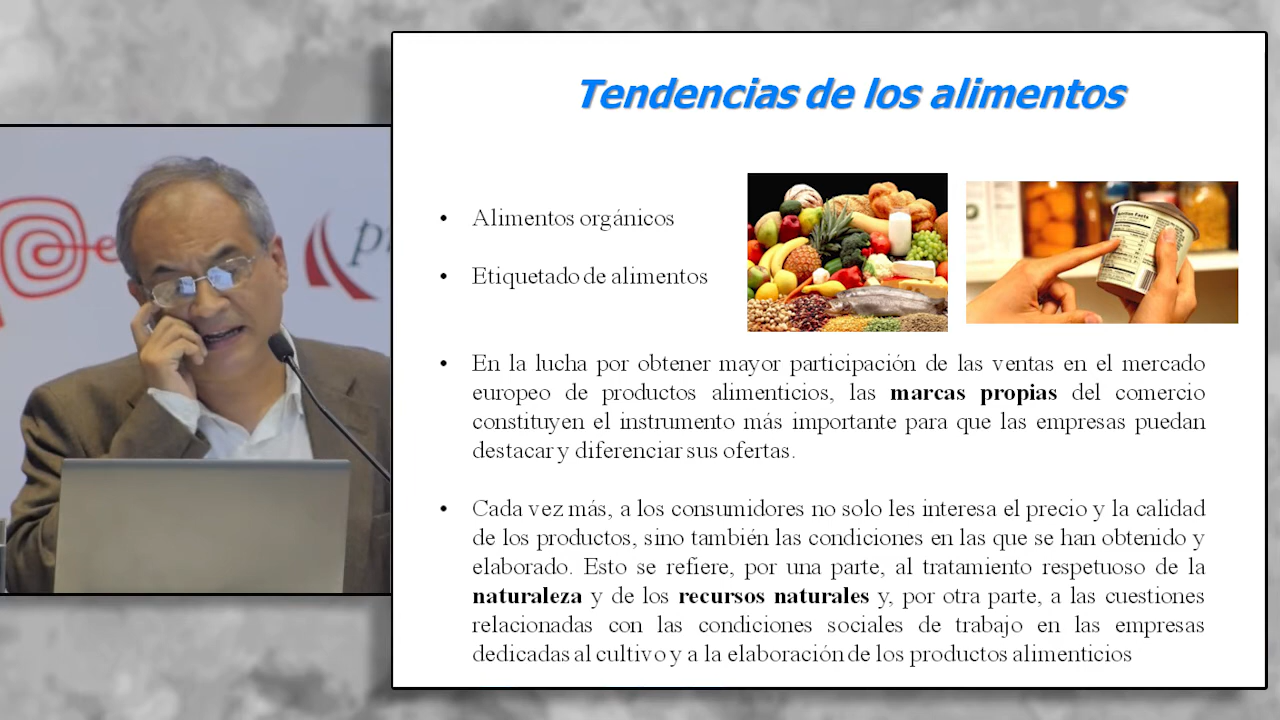 Tendencias de los alimentos
• Alimentos orgánicos
• Etiquetado de alimentos
Nutrition Facts
• En la lucha por obtener mayor participación de las ventas en el mercado
europeo de productos alimenticios, las marcas propias del comercio
constituyen el instrumento más importante para que las empresas puedan
destacar y diferenciar sus ofertas.
• Cada vez más, a los consumidores no solo les interesa el precio y la calidad
de los productos, sino también las condiciones en las que se han obtenido y
elaborado. Esto se refiere, por una parte, al tratamiento respetuoso de la
naturaleza y de los recursos naturales y, por otra parte, a las cuestiones
relacionadas con las condiciones sociales de trabajo en las empresas
dedicadas al cultivo y a la elaboración de los productos alimenticios